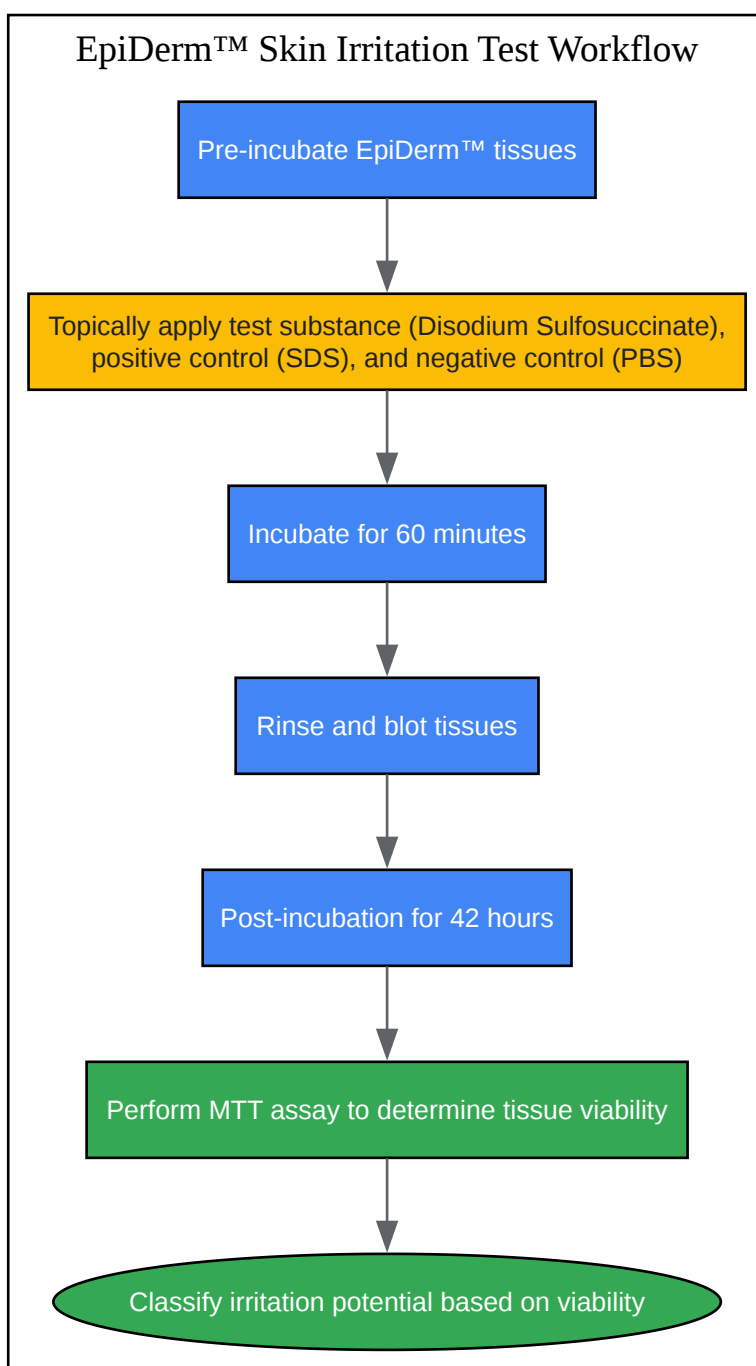 EpiDerm™ Skin Irritation Test Workflow
Pre-incubate EpiDerm™ tissues
Topically apply test substance (Disodium Sulfosuccinate),
positive control (SDS), and negative control (PBS)
Incubate for 60 minutes
Rinse and blot tissues
Post-incubation for 42 hours
Perform MTT assay to determine tissue viability
Classify irritation potential based on viability